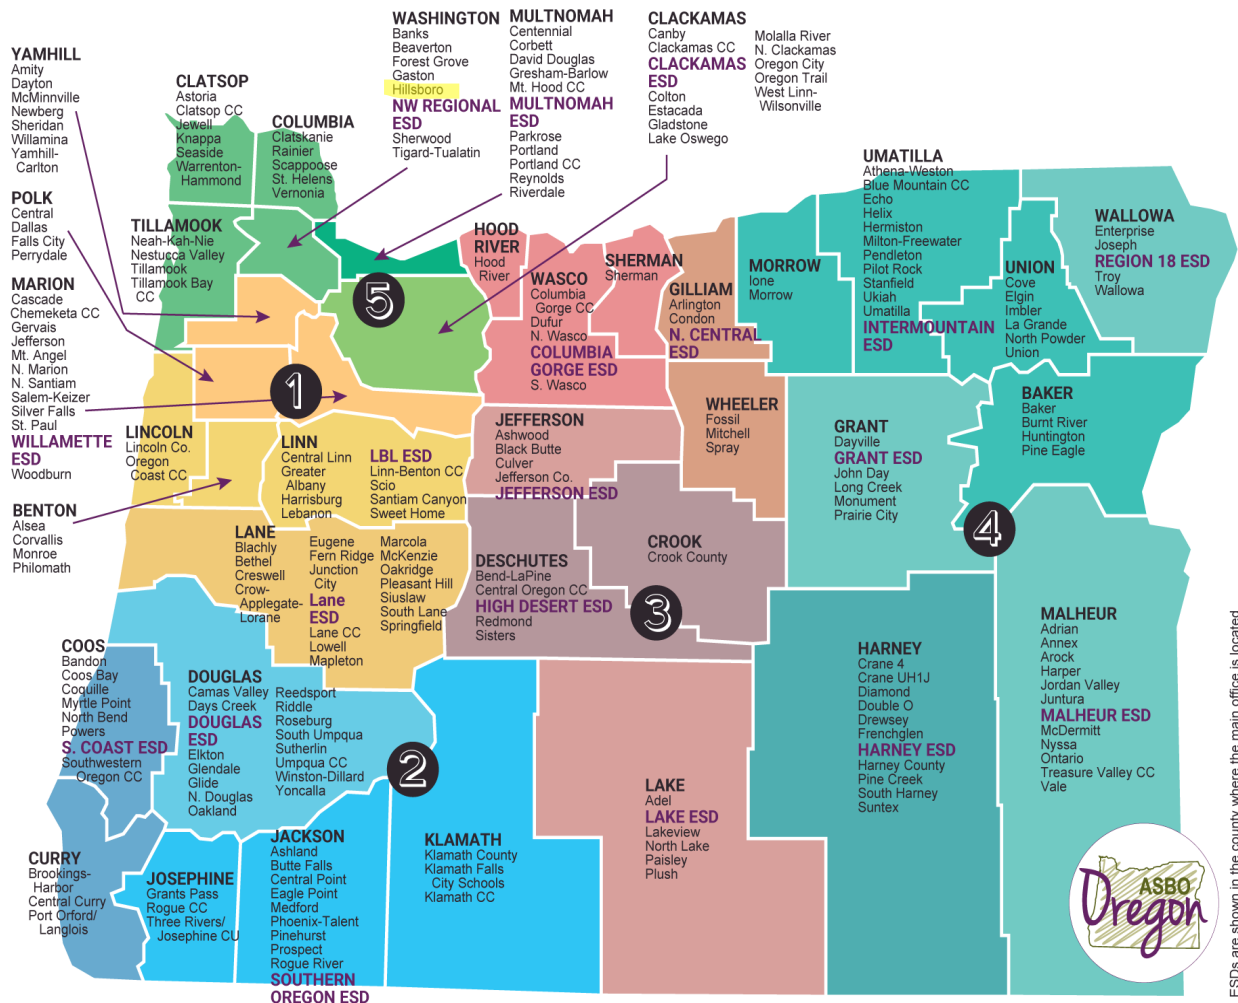 YAMHILL
Amity
Dayton
McMinnville
Newberg
Sheridan
Willamina
Yamhill-
Carlton
CLATSOP
Astoria
Clatsop CC
Jewell
Knappa
Seaside
Warrenton-
Hammond
COLUMBIA
Clatskanie
Rainier
Scappoose
St. Helens
Vernonia
WASHINGTON
Banks
Beaverton
Forest Grove
Gaston
Hillsboro
NW REGIONAL
ESD
Sherwood
Tigard-Tualatin
MULTNOMAH
Centennial
Corbett
David Douglas
Gresham-Barlow
Mt. Hood CC
MULTNOMAH
ESD
Parkrose
Portland
Portland CC
Reynolds
Riverdale
CLACKAMAS
Canby
Clackamas CC
CLACKAMAS
ESD
Colton
Estacada
Gladstone
Lake Oswego
Molalla River
N. Clackamas
Oregon City
Oregon Trail
West Linn-
Wilsonville
POLK
Central
Dallas
Falls City
Perrydale
TILLAMOOK
Neah-Kah-Nie
Nestucca Valley
Tillamook
Tillamook Bay
CC
MARION
Cascade
Chemeketa CC
Gervais
Jefferson
Mt. Angel
N. Marion
N. Santiam
Salem-Keizer
Silver Falls
St. Paul
WILLAMETTE
ESD
Woodburn
5
1
HOOD
RIVER
Hood
River
WASCO
Columbia
Gorge CC
Dufur
N. Wasco
COLUMBIA
GORGE ESD
S. Wasco
SHERMAN
Sherman
GILLIAM
Arlington
Condon
N. CENTRAL
ESD
MORROW
Ione
Morrow
UMATILLA
Athena-Weston
Blue Mountain CC
Echo
Helix
Hermiston
Milton-Freewater
Pendleton
Pilot Rock
Stanfield
Ukiah
Umatilla
INTERMOUNTAIN
ESD
UNION
Cove
Elgin
Imbler
La Grande
North Powder
Union
WALLOWA
Enterprise
Joseph
REGION 18 ESD
Troy
Wallowa
LINCOLN
Lincoln Co.
Oregon
Coast CC
BENTON
Alsea
Corvallis
Monroe
Philomath
LINN
Central Linn
Greater
Albany
Harrisburg
Lebanon
LBL ESD
Linn-Benton CC
Scio
Santiam Canyon
Sweet Home
JEFFERSON
Ashwood
Black Butte
Culver
Jefferson Co.
JEFFERSON ESD
WHEELER
Fossil
Mitchell
Spray
GRANT
Dayville
GRANT ESD
John Day
Long Creek
Monument
Prairie City
BAKER
Baker
Burnt River
Huntington
Pine Eagle
4
LANE
Blachly
Bethel
Creswell
Crow-
Applegate-
Lorane
Eugene
Fern Ridge
Junction
City
Lane
ESD
Lane CC
Lowell
Mapleton
Marcola
McKenzie
Oakridge
Pleasant Hill
Siuslaw
South Lane
Springfield
DESCHUTES
Bend-LaPine
Central Oregon CC
HIGH DESERT ESD
Redmond
Sisters
CROOK
Crook County
3
COOS
Bandon
Coos Bay
Coquille
Myrtle Point
North Bend
Powers
S. COAST ESD
Southwestern
Oregon CC
DOUGLAS
Camas Valley
Days Creek
DOUGLAS
ESD
Elkton
Glendale
Glide
N. Douglas
Oakland
Reedsport
Riddle
Roseburg
South Umpqua
Sutherlin
Umpqua CC
Winston-Dillard
Yoncalla
2
HARNEY
Crane 4
Crane UH1J
Diamond
Double O
Drewsey
Frenchglen
HARNEY ESD
Harney County
Pine Creek
South Harney
Suntex
MALHEUR
Adrian
Annex
Arock
Harper
Jordan Valley
Juntura
MALHEUR ESD
McDermitt
Nyssa
Ontario
Treasure Valley CC
Vale
LAKE
Adel
LAKE ESD
Lakeview
North Lake
Paisley
Plush
CURRY
Brookings-
Harbor
Central Curry
Port Orford/
Langlois
JOSEPHINE
Grants Pass
Rogue CC
Three Rivers/
Josephine CU
JACKSON
Ashland
Butte Falls
Central Point
Eagle Point
Medford
Phoenix-Talent
Pinehurst
Prospect
Rogue River
SOUTHERN
OREGON ESD
KLAMATH
Klamath County
Klamath Falls
City Schools
Klamath CC
ASBO
Oregon
ESDs are shown in the county where the main office is located